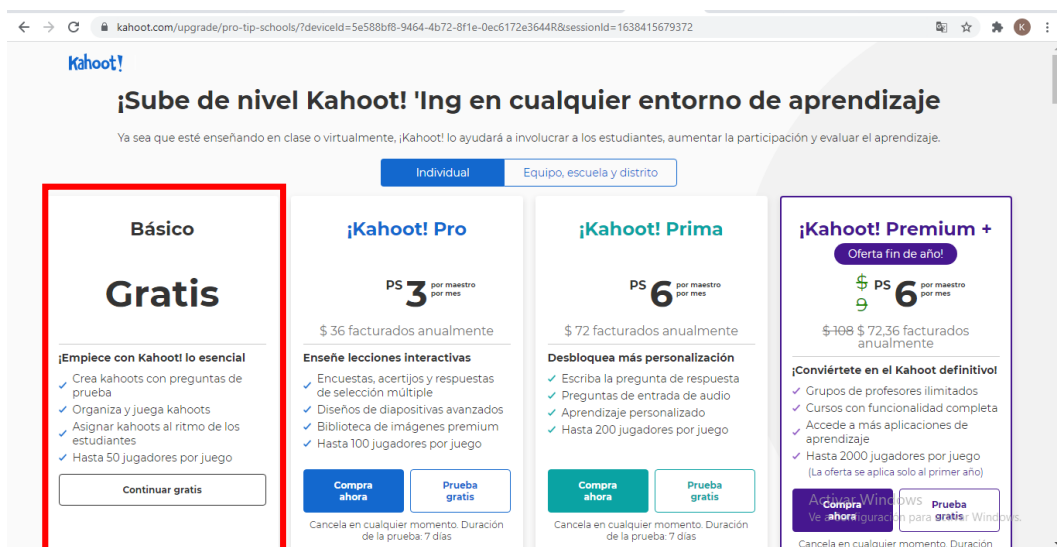 kahoot.com/upgrade/pro-tip-schools/?deviceId=5e588bf8-9464-4b72-8f1e-0ec6172e3644R&sessionId=1638415679372
K
Kahoot!
¡Sube de nivel Kahoot! 'Ing en cualquier entorno de aprendizaje
Ya sea que esté enseñando en clase o virtualmente, ¡Kahoot! lo ayudará a involucrar a los estudiantes, aumentar la participación y evaluar el aprendizaje.
Individual
Equipo, escuela y distrito
Básico
Gratis
¡Empiece con Kahoot! lo esencial
Crea kahoots con preguntas de
prueba
Organiza y juega kahoots
Asignar kahoots al ritmo de los
estudiantes
Hasta 50 jugadores por juego
Continuar gratis
¡Kahoot! Pro
PS 3 por maestro
por mes
$ 36 facturados anualmente
Enseñe lecciones interactivas
Encuestas, acertijos y respuestas
de selección múltiple
Diseños de diapositivas avanzados
Biblioteca de imágenes premium
Hasta 100 jugadores por juego
Compra
ahora
Prueba
gratis
Cancela en cualquier momento. Duración
de la prueba: 7 días
¡Kahoot! Prima
PS 6 por maestro
por mes
$ 72 facturados anualmente
Desbloquea más personalización
Escriba la pregunta de respuesta
Preguntas de entrada de audio
Aprendizaje personalizado
Hasta 200 jugadores por juego
Compra
ahora
Prueba
gratis
Cancela en cualquier momento. Duración
de la prueba: 7 días
¡Kahoot! Premium +
Oferta fin de año!
$
9
PS 6 por maestro
por mes
$ 108 $ 72,36 facturados
anualmente
¡Conviértete en el Kahoot definitivo!
Grupos de profesores ilimitados
Cursos con funcionalidad completa
Accede a más aplicaciones de
aprendizaje
Hasta 2000 jugadores por juego
(La oferta se aplica solo al primer año)
Compra
ahora
Prueba
gratis
Cancela en cualquier momento. Duración
Activar Windows
Ve a Configuración para activar Windows.